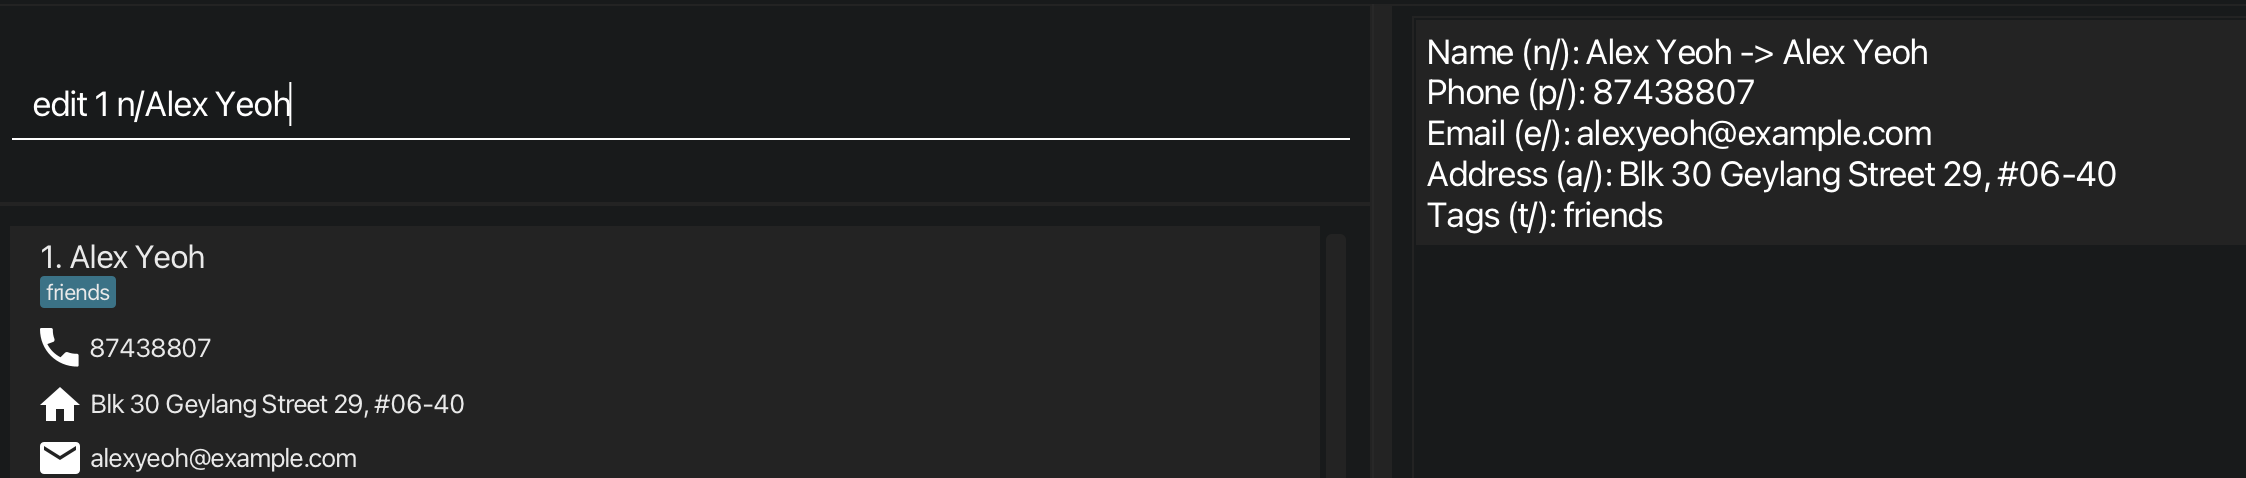 edit 1 n/Alex Yeoh
1. Alex Yeoh
friends
87438807
Blk 30 Geylang Street 29, #06-40
alexyeoh@example.com
Name (n/): Alex Yeoh -> Alex Yeoh
Phone (p/): 87438807
Email (e/): alexyeoh@example.com
Address (a/): Blk 30 Geylang Street 29, #06-40
Tags (t/): friends